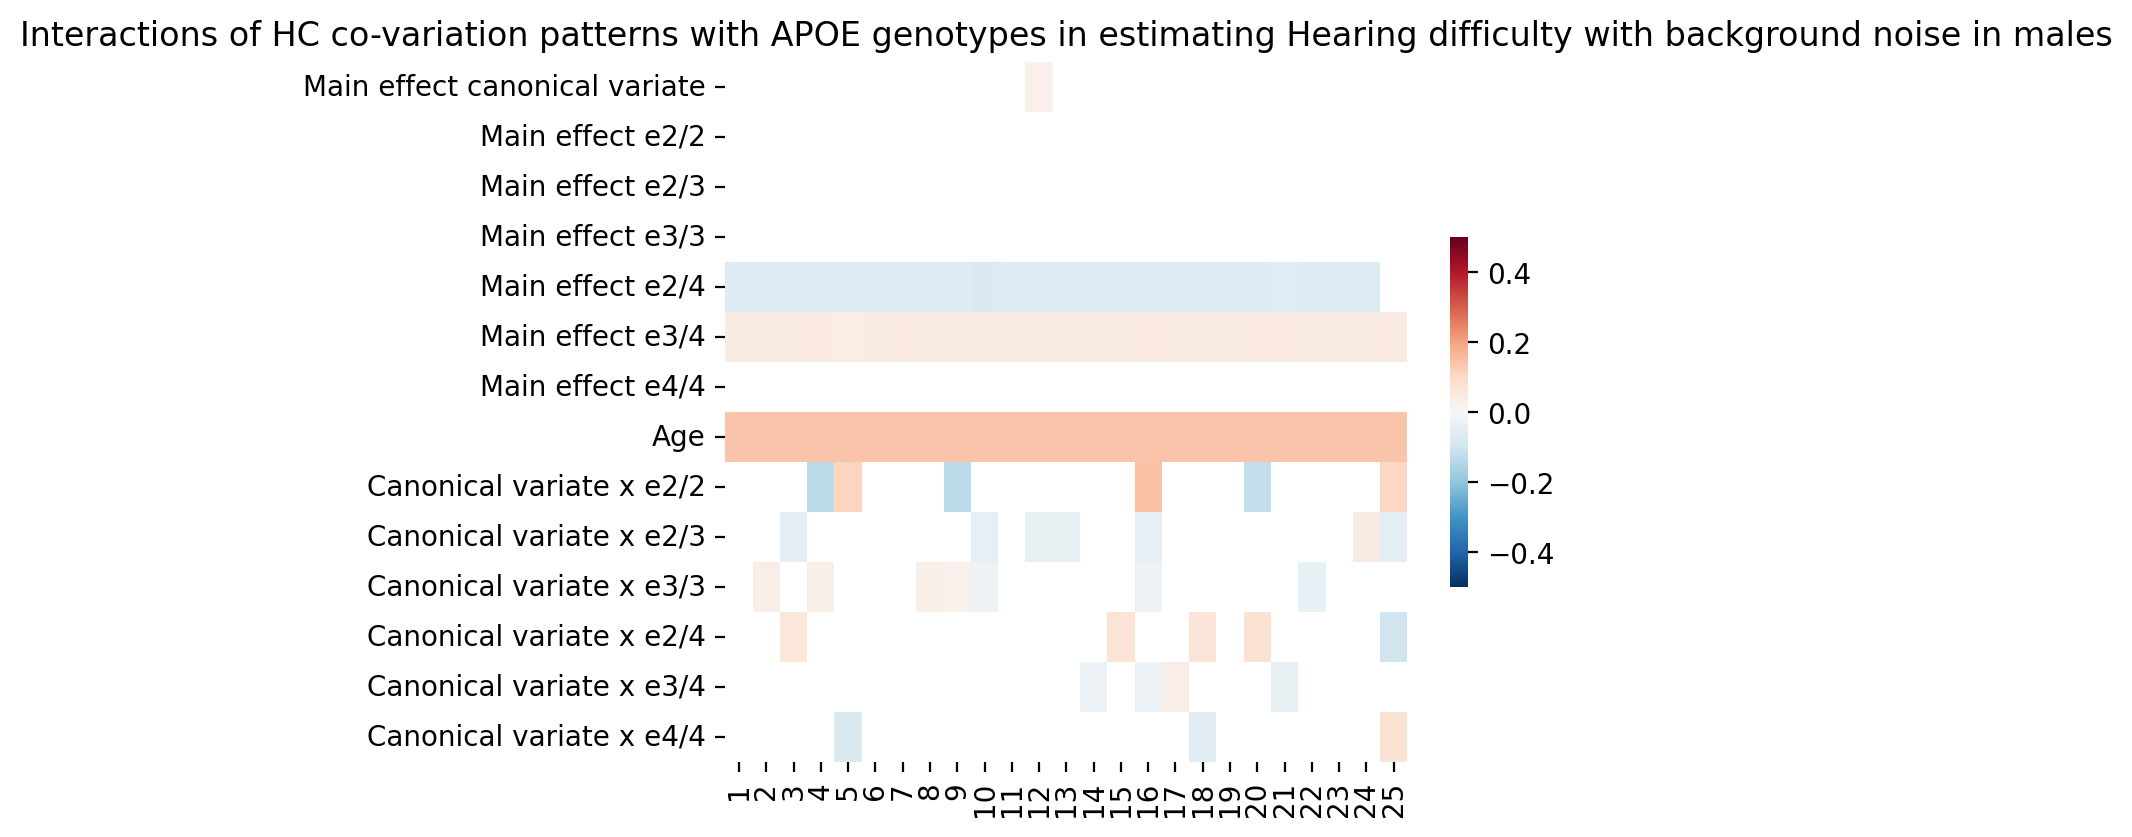 Interactions of HC co-variation patterns with APOE genotypes in estimating Hearing difficulty with background noise in males
Main effect canonical variate
Main effect e2/2
Main effect e2/3
Main effect e3/3
Main effect e2/4
Main effect e3/4
Main effect e4/4
Age
Canonical variate x e2/2
Canonical variate x e2/3
Canonical variate x e3/3
Canonical variate x e2/4
Canonical variate x e3/4
Canonical variate x e4/4
1
2
3
4
5
6
7
8
9
10
11
12
13
14
15
16
17
18
19
20
21
22
23
24
25
0.4
0.2
0.0
−0.2
−0.4